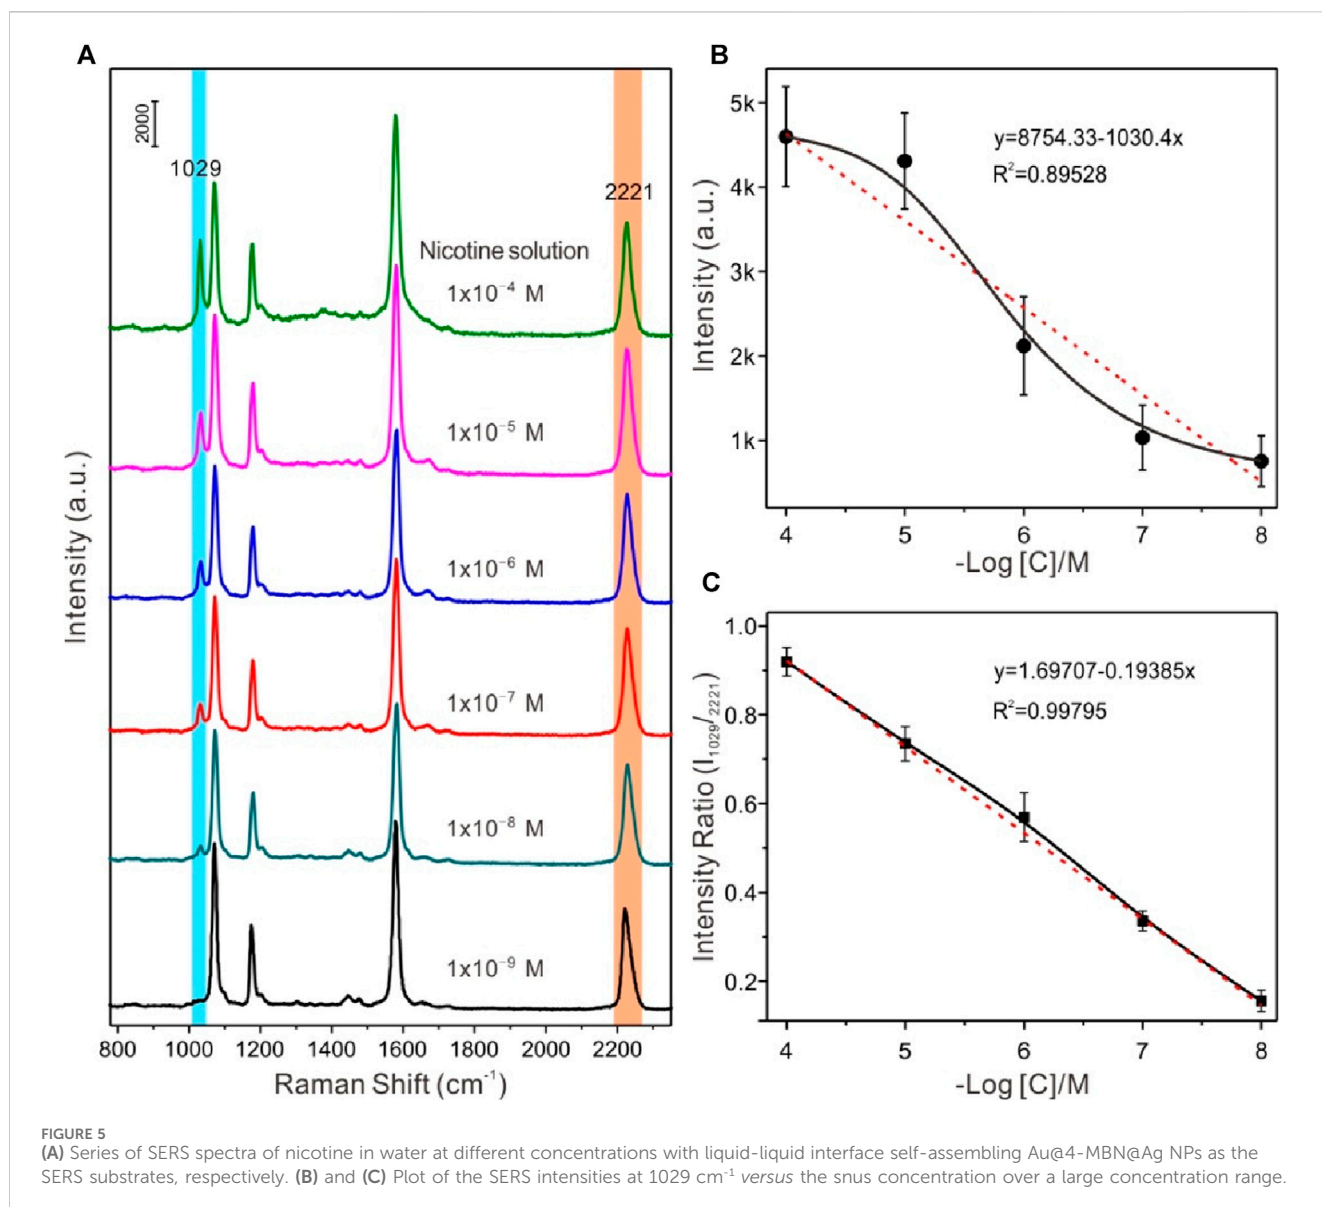 A
2000
1029
2221
Nicotine solution
1x10⁻⁴ M
1x10⁻⁵ M
1x10⁻⁶ M
1x10⁻⁷ M
1x10⁻⁸ M
1x10⁻⁹ M
Intensity (a.u.)
800 1000 1200 1400 1600 1800 2000 2200
Raman Shift (cm⁻¹)
B
y=8754.33-1030.4x
R²=0.89528
5k
4k
3k
2k
1k
Intensity (a.u.)
4 5 6 7 8
-Log [C]/M
C
y=1.69707-0.19385x
R²=0.99795
1.0
0.8
0.6
0.4
0.2
Intensity Ratio (I₁₀₂₉/₂₂₂₁)
4 5 6 7 8
-Log [C]/M
FIGURE 5
(A) Series of SERS spectra of nicotine in water at different concentrations with liquid-liquid interface self-assembling Au@4-MBN@Ag NPs as the
SERS substrates, respectively. (B) and (C) Plot of the SERS intensities at 1029 cm⁻¹ versus the snus concentration over a large concentration range.